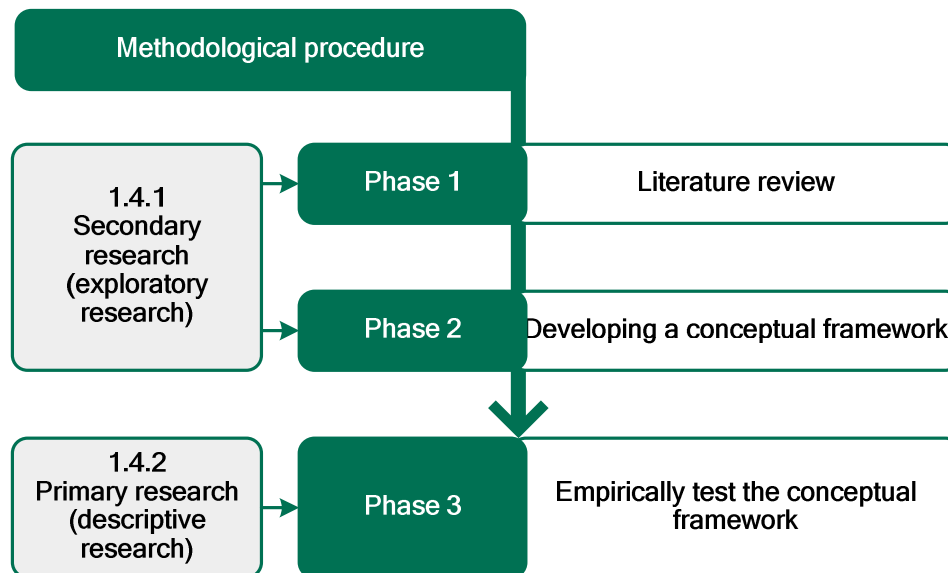 Methodological procedure
1.4.1
Secondary
research
(exploratory
research)
Phase 1
Literature review
Phase 2
Developing a conceptual framework
1.4.2
Primary research
(descriptive
research)
Phase 3
Empirically test the conceptual
framework